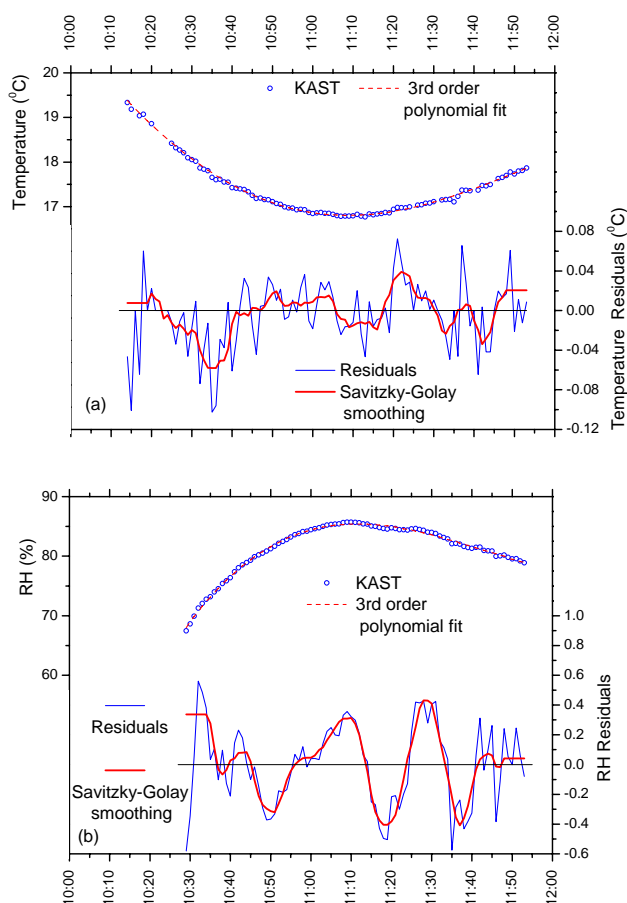 10:00 10:10 10:20 10:30 10:40 10:50 11:00 11:10 11:20 11:30 11:40 11:50 12:00
20
19
18
17
Temperature (⁰C)
KAST
3rd order
polynomial fit
0.08
0.04
0.00
-0.04
-0.08
-0.12
Temperature Residuals (⁰C)
Residuals
Savitzky-Golay
smoothing
(a)
90
80
70
60
RH (%)
KAST
3rd order
polynomial fit
1.0
0.8
0.6
0.4
0.2
0.0
-0.2
-0.4
-0.6
RH Residuals
Residuals
Savitzky-Golay
smoothing
(b)
10:00 10:10 10:20 10:30 10:40 10:50 11:00 11:10 11:20 11:30 11:40 11:50 12:00